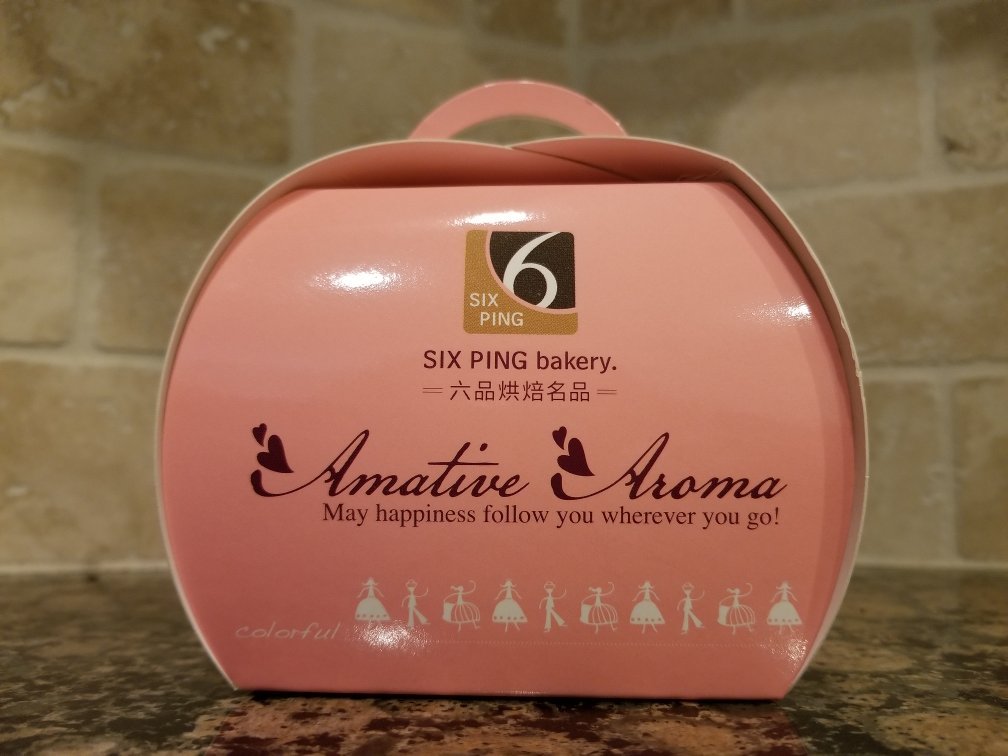 6
SIX
PING
SIX PING bakery.
六品烘焙名品
Amative Aroma
May happiness follow you wherever you go!
colorful